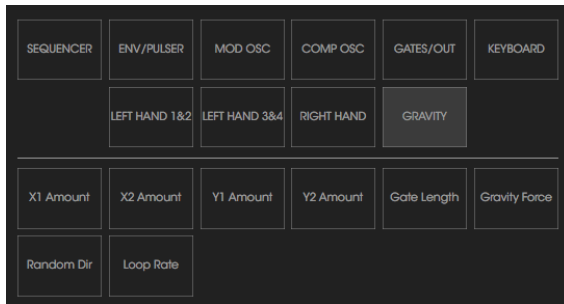 SEQUENCER ENV/PULSER MOD OSC COMP OSC GATES/OUT KEYBOARD
LEFT HAND 1&2 LEFT HAND 3&4 RIGHT HAND GRAVITY
X1 Amount X2 Amount Y1 Amount Y2 Amount Gate Length Gravity Force
Random Dir Loop Rate